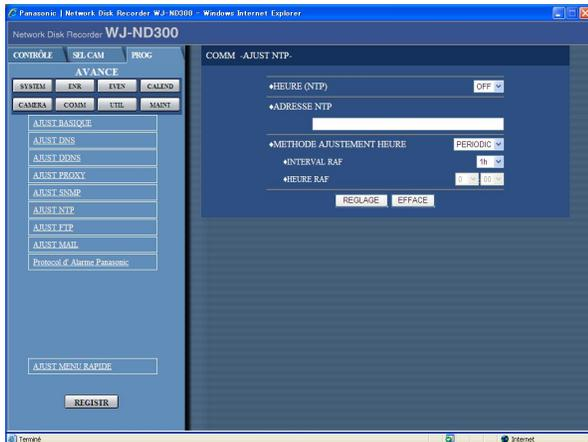 Panasonic | Network Disk Recorder WJ-ND300 - Windows Internet Explorer
Network Disk Recorder WJ-ND300
CONTRÔLE SEL CAM PROG
AVANCE
SYSTEM ENR EVEN CALEND
CAMERA COMM UTIL MAINT
AJUST BASIQUE
AJUST DNS
AJUST DDNS
AJUST PROXY
AJUST SNMP
AJUST NTP
AJUST FTP
AJUST MAIL
Protocol d' Alarme Panasonic
AJUST MENU RAPIDE
REGISTR
COMM -AJUST NTP-
♦HEURE (NTP) OFF
♦ADRESSE NTP
♦METHODE AJUSTEMENT HEURE PERIODIC
♦INTERVAL RAF 1h
♦HEURE RAF 0 : 00
REGLAGE EFFACE
Terminé Internet